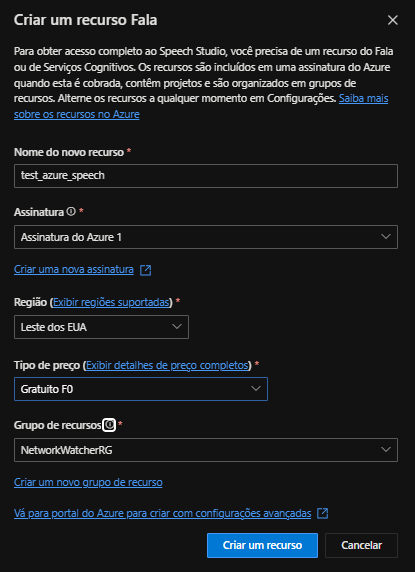 Criar um recurso Fala
Para obter acesso completo ao Speech Studio, você precisa de um recurso do Fala
ou de Serviços Cognitivos. Os recursos são incluídos em uma assinatura do Azure
quando esta é cobrada, contêm projetos e são organizados em grupos de
recursos. Alterne os recursos a qualquer momento em Configurações. Saiba mais
sobre os recursos no Azure
Nome do novo recurso *
test_azure_speech
Assinatura *
Assinatura do Azure 1
Criar uma nova assinatura
Região (Exibir regiões suportadas) *
Leste dos EUA
Tipo de preço (Exibir detalhes de preço completos) *
Gratuito F0
Grupo de recursos *
NetworkWatcherRG
Criar um novo grupo de recurso
Vá para portal do Azure para criar com configurações avançadas
Criar um recurso Cancelar